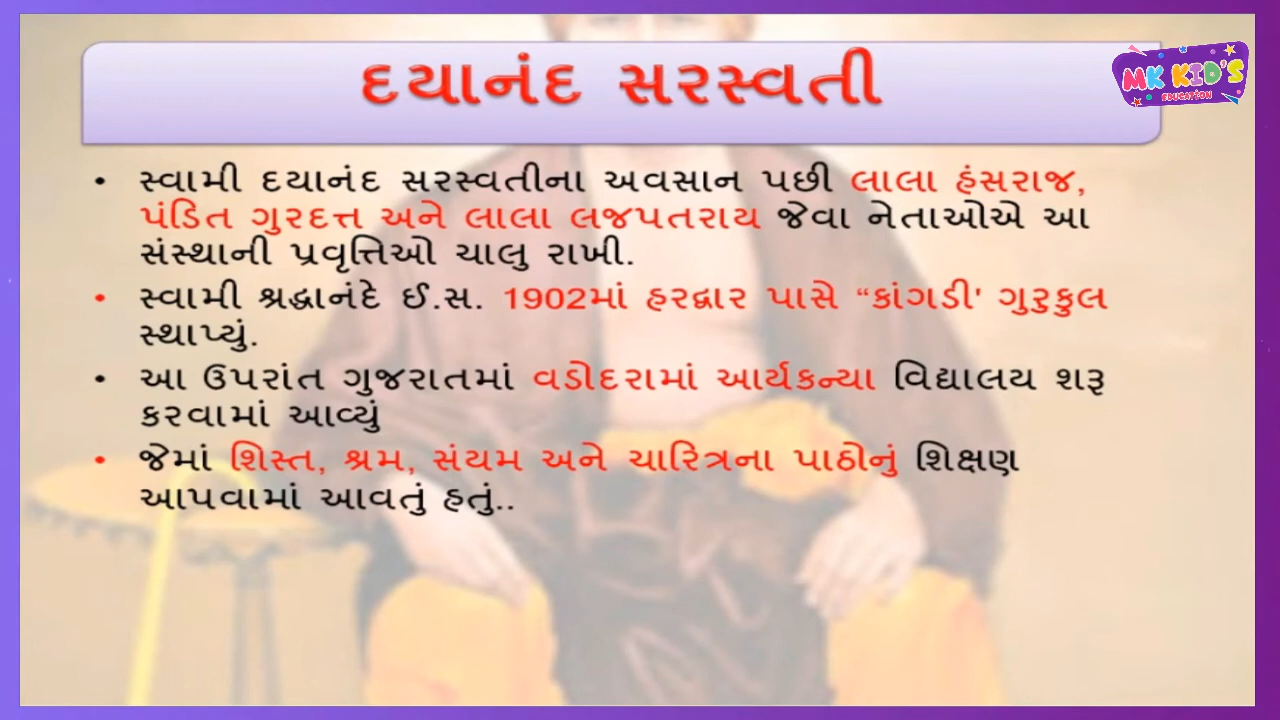 દયાનંદ સરસ્વતી
MK KID'S
EDUCATION
• સ્વામી દયાનંદ સરસ્વતીના અવસાન પછી લાલા હંસરાજ,
પંડિત ગુરદત્ત અને લાલા લજપતરાય જેવા નેતાઓએ આ
સંસ્થાની પ્રવૃત્તિઓ ચાલુ રાખી.
• સ્વામી શ્રદ્ધાનંદે ઈ.સ. 1902માં હરદ્વાર પાસે “કાંગડી' ગુરુકુલ
સ્થાપ્યું.
• આ ઉપરાંત ગુજરાતમાં વડોદરામાં આર્યકન્યા વિદ્યાલય શરૂ
કરવામાં આવ્યું
• જેમાં શિસ્ત, શ્રમ, સંયમ અને ચારિત્રના પાઠોનું શિક્ષણ
આપવામાં આવતું હતું..